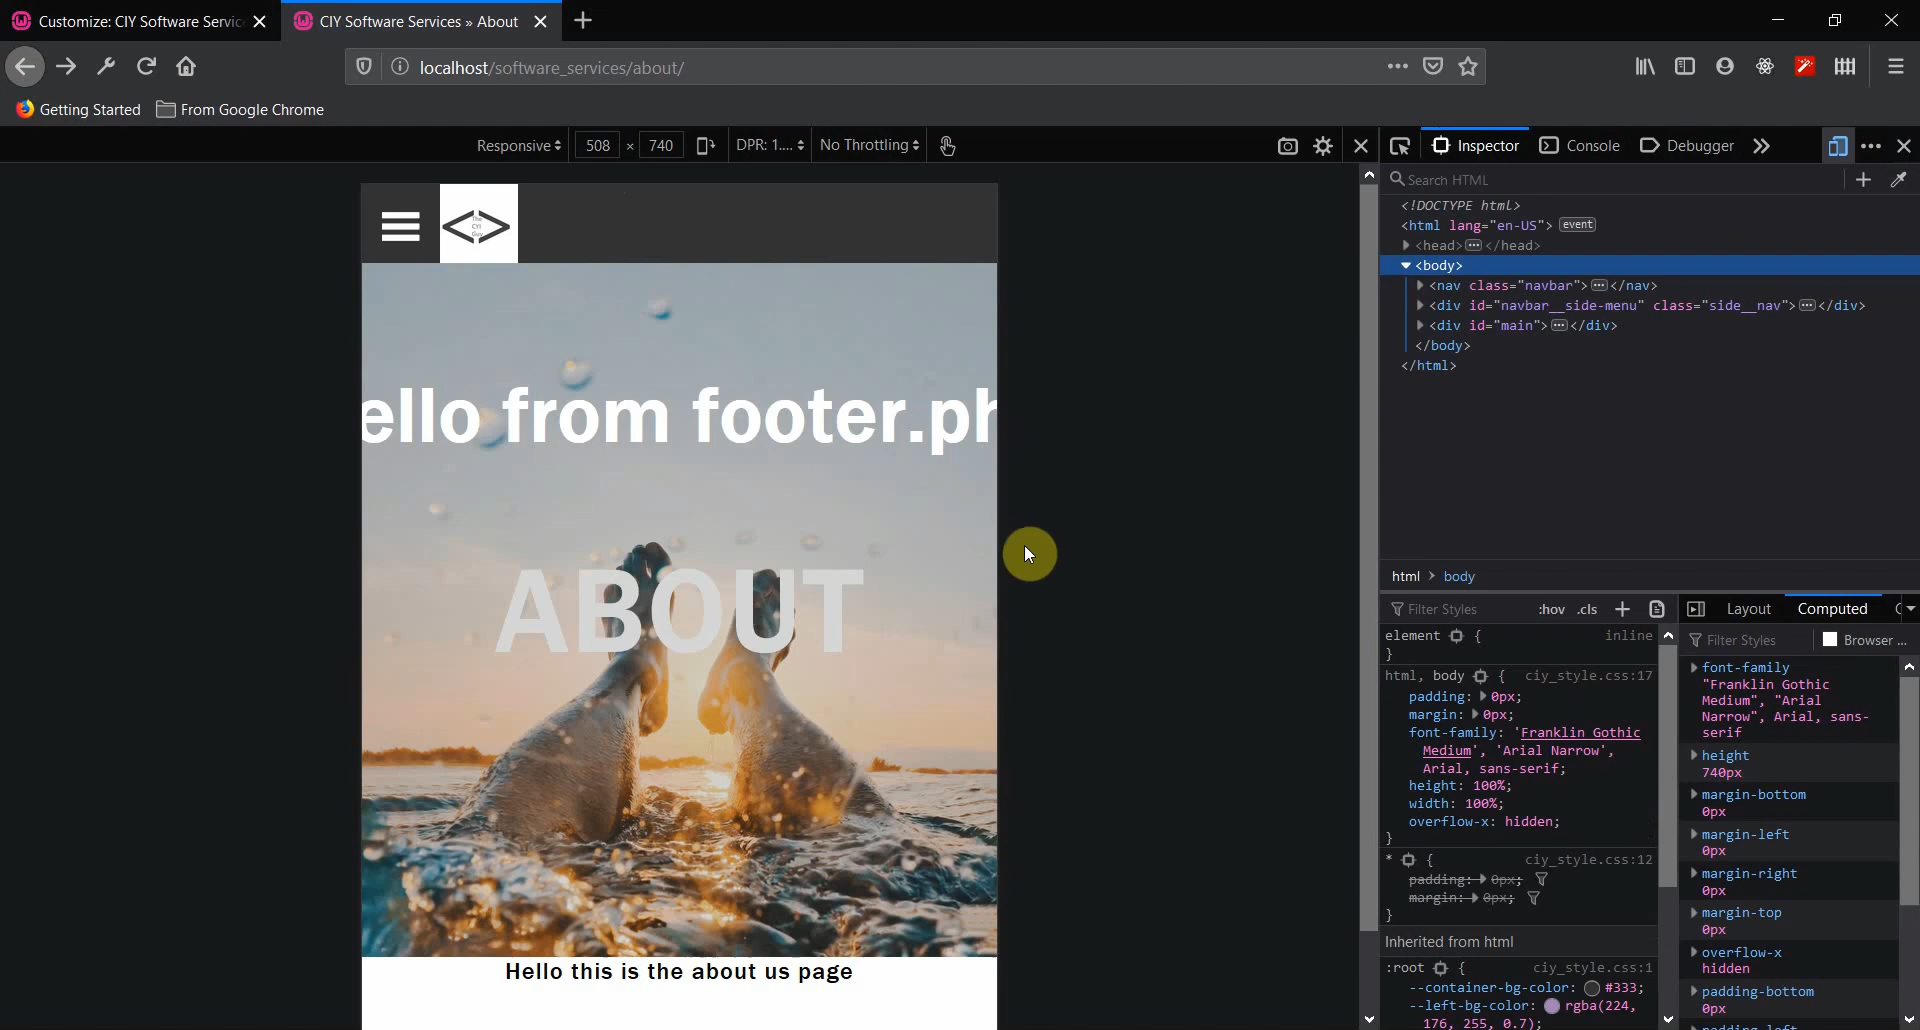 Customize: CIY Software Servic
CIY Software Services » About
localhost/software_services/about/
Getting Started
From Google Chrome
Responsive
508 × 740
DPR: 1....
No Throttling
Inspector
Console
Debugger
Search HTML
<!DOCTYPE html>
<html lang="en-US"> event
<head> </head>
<body>
<nav class="navbar"> </nav>
<div id="navbar__side-menu" class="side__nav"> </div>
<div id="main"> </div>
</body>
</html>
The
CYI
Guy
ello from footer.ph
ABOUT
Hello this is the about us page
html > body
Filter Styles
:hov .cls
element { inline
}
html, body { ciy_style.css:17
padding: 0px;
margin: 0px;
font-family: 'Franklin Gothic
Medium', 'Arial Narrow',
Arial, sans-serif;
height: 100%;
width: 100%;
overflow-x: hidden;
}
* { ciy_style.css:12
padding: 0px;
margin: 0px;
}
Inherited from html
:root { ciy_style.css:1
--container-bg-color: #333;
--left-bg-color: rgba(224,
176, 255, 0.7);
Layout
Computed
Filter Styles
Browser ...
font-family
"Franklin Gothic
Medium", "Arial
Narrow", Arial, sans-
serif
height
740px
margin-bottom
0px
margin-left
0px
margin-right
0px
margin-top
0px
overflow-x
hidden
padding-bottom
0px
padding-left